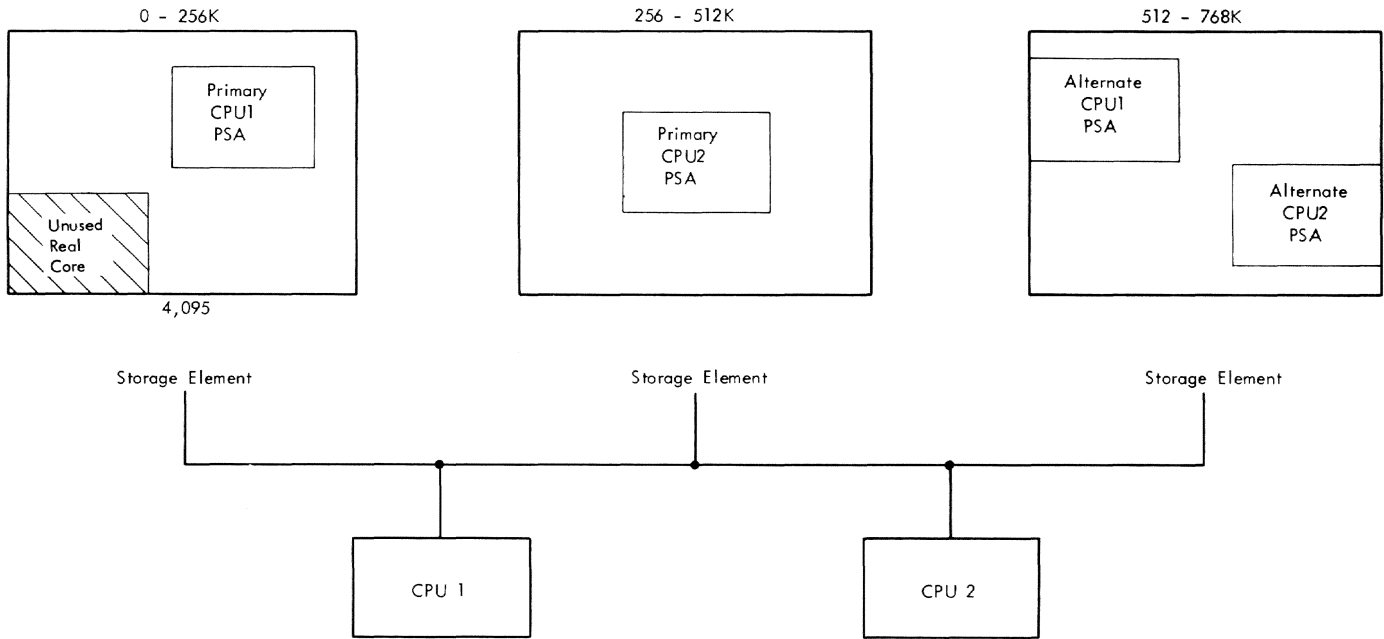 0 - 256K
256 - 512K
512 - 768K
Primary
CPU1
PSA
Unused
Real
Core
4,095
Primary
CPU2
PSA
Alternate
CPU1
PSA
Alternate
CPU2
PSA
Storage Element
Storage Element
Storage Element
CPU 1
CPU 2